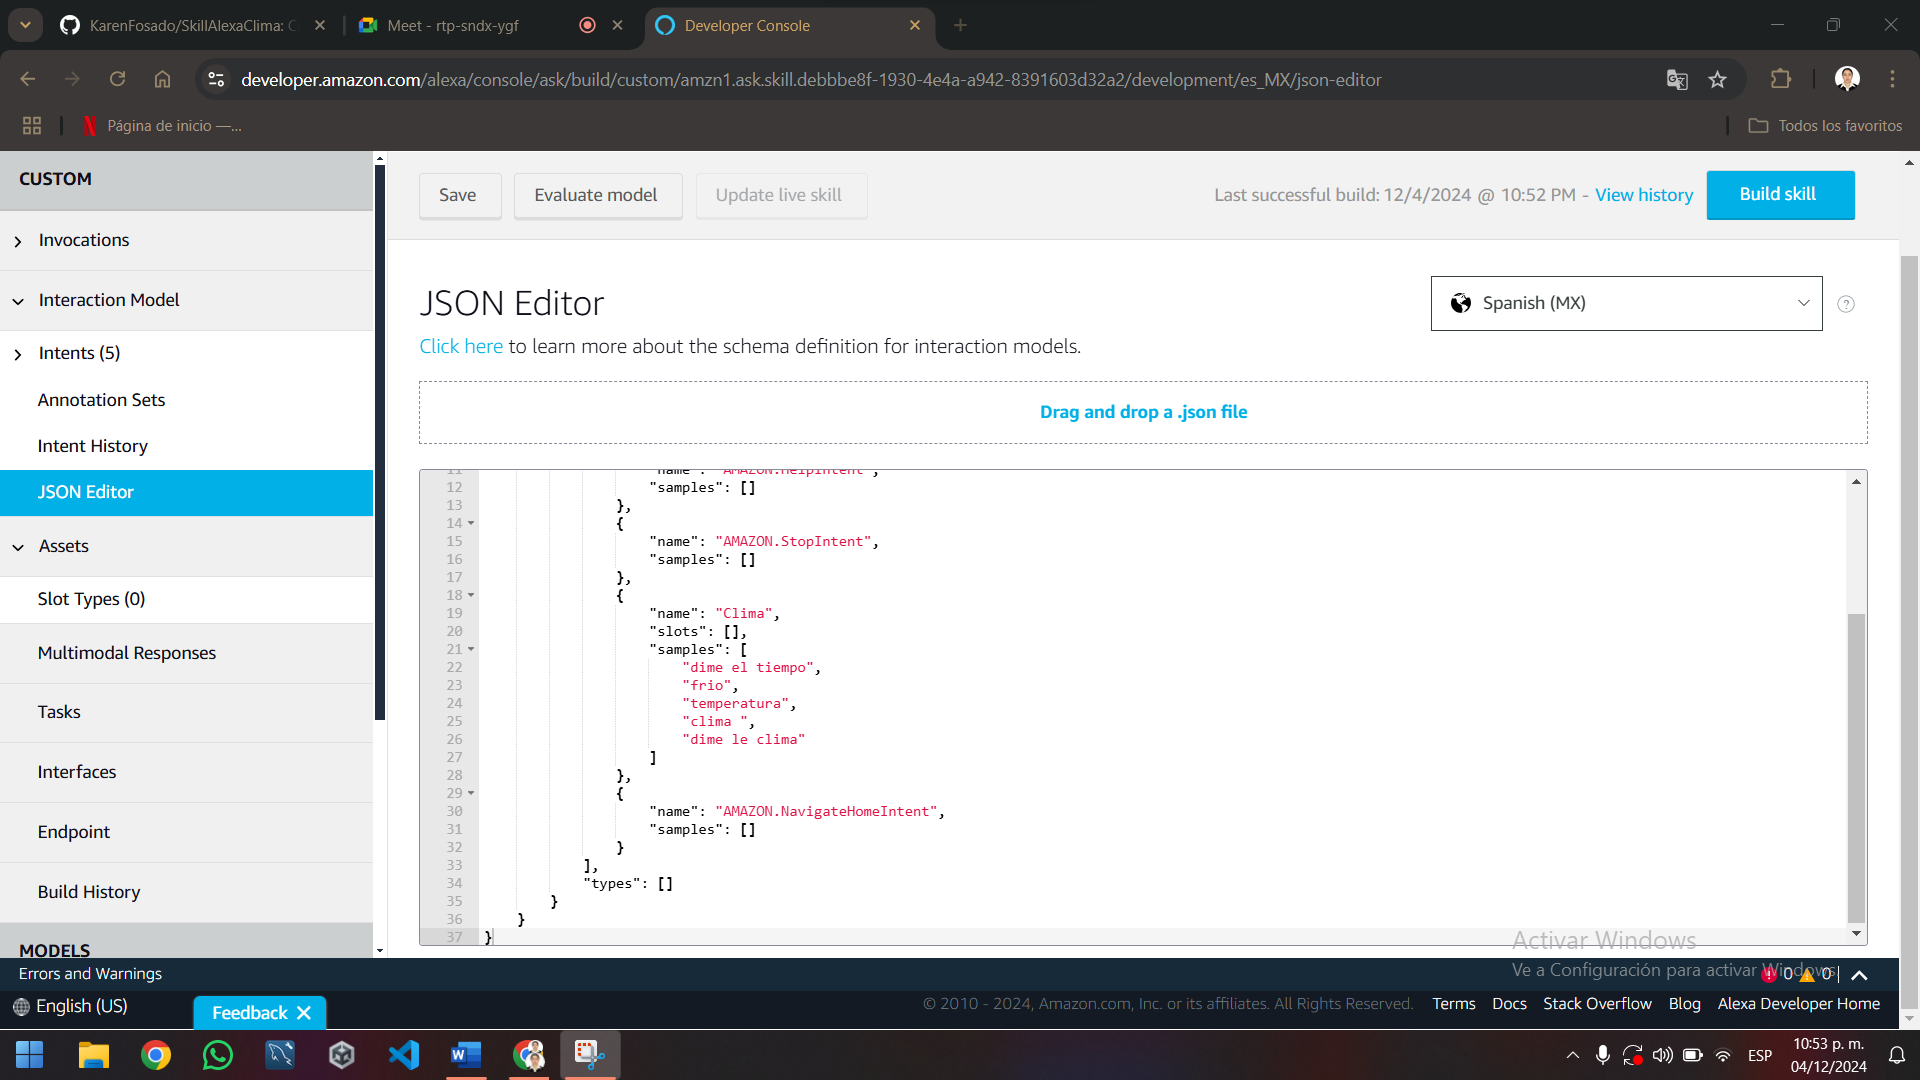 KarenFosado/SkillAlexaClima: C
Meet - rtp-sndx-ygf
Developer Console
developer.amazon.com/alexa/console/ask/build/custom/amzn1.ask.skill.debbbe8f-1930-4e4a-a942-8391603d32a2/development/es_MX/json-editor
Página de inicio —...
Todos los favoritos
CUSTOM
Invocations
Interaction Model
Intents (5)
Annotation Sets
Intent History
JSON Editor
Assets
Slot Types (0)
Multimodal Responses
Tasks
Interfaces
Endpoint
Build History
MODELS
Save
Evaluate model
Update live skill
Last successful build: 12/4/2024 @ 10:52 PM - View history
Build skill
JSON Editor
Spanish (MX)
Click here to learn more about the schema definition for interaction models.
Drag and drop a .json file
11 "name": "AMAZON.HelpIntent",
12 "samples": []
13 },
14 {
15 "name": "AMAZON.StopIntent",
16 "samples": []
17 },
18 {
19 "name": "Clima",
20 "slots": [],
21 "samples": [
22 "dime el tiempo",
23 "frio",
24 "temperatura",
25 "clima ",
26 "dime le clima"
27 ]
28 },
29 {
30 "name": "AMAZON.NavigateHomeIntent",
31 "samples": []
32 }
33 ],
34 "types": []
35 }
36 }
37 }
Activar Windows
Ve a Configuración para activar Windows.
Errors and Warnings
0 0
English (US)
Feedback
© 2010 - 2024, Amazon.com, Inc. or its affiliates. All Rights Reserved.
Terms
Docs
Stack Overflow
Blog
Alexa Developer Home
ESP
10:53 p. m.
04/12/2024